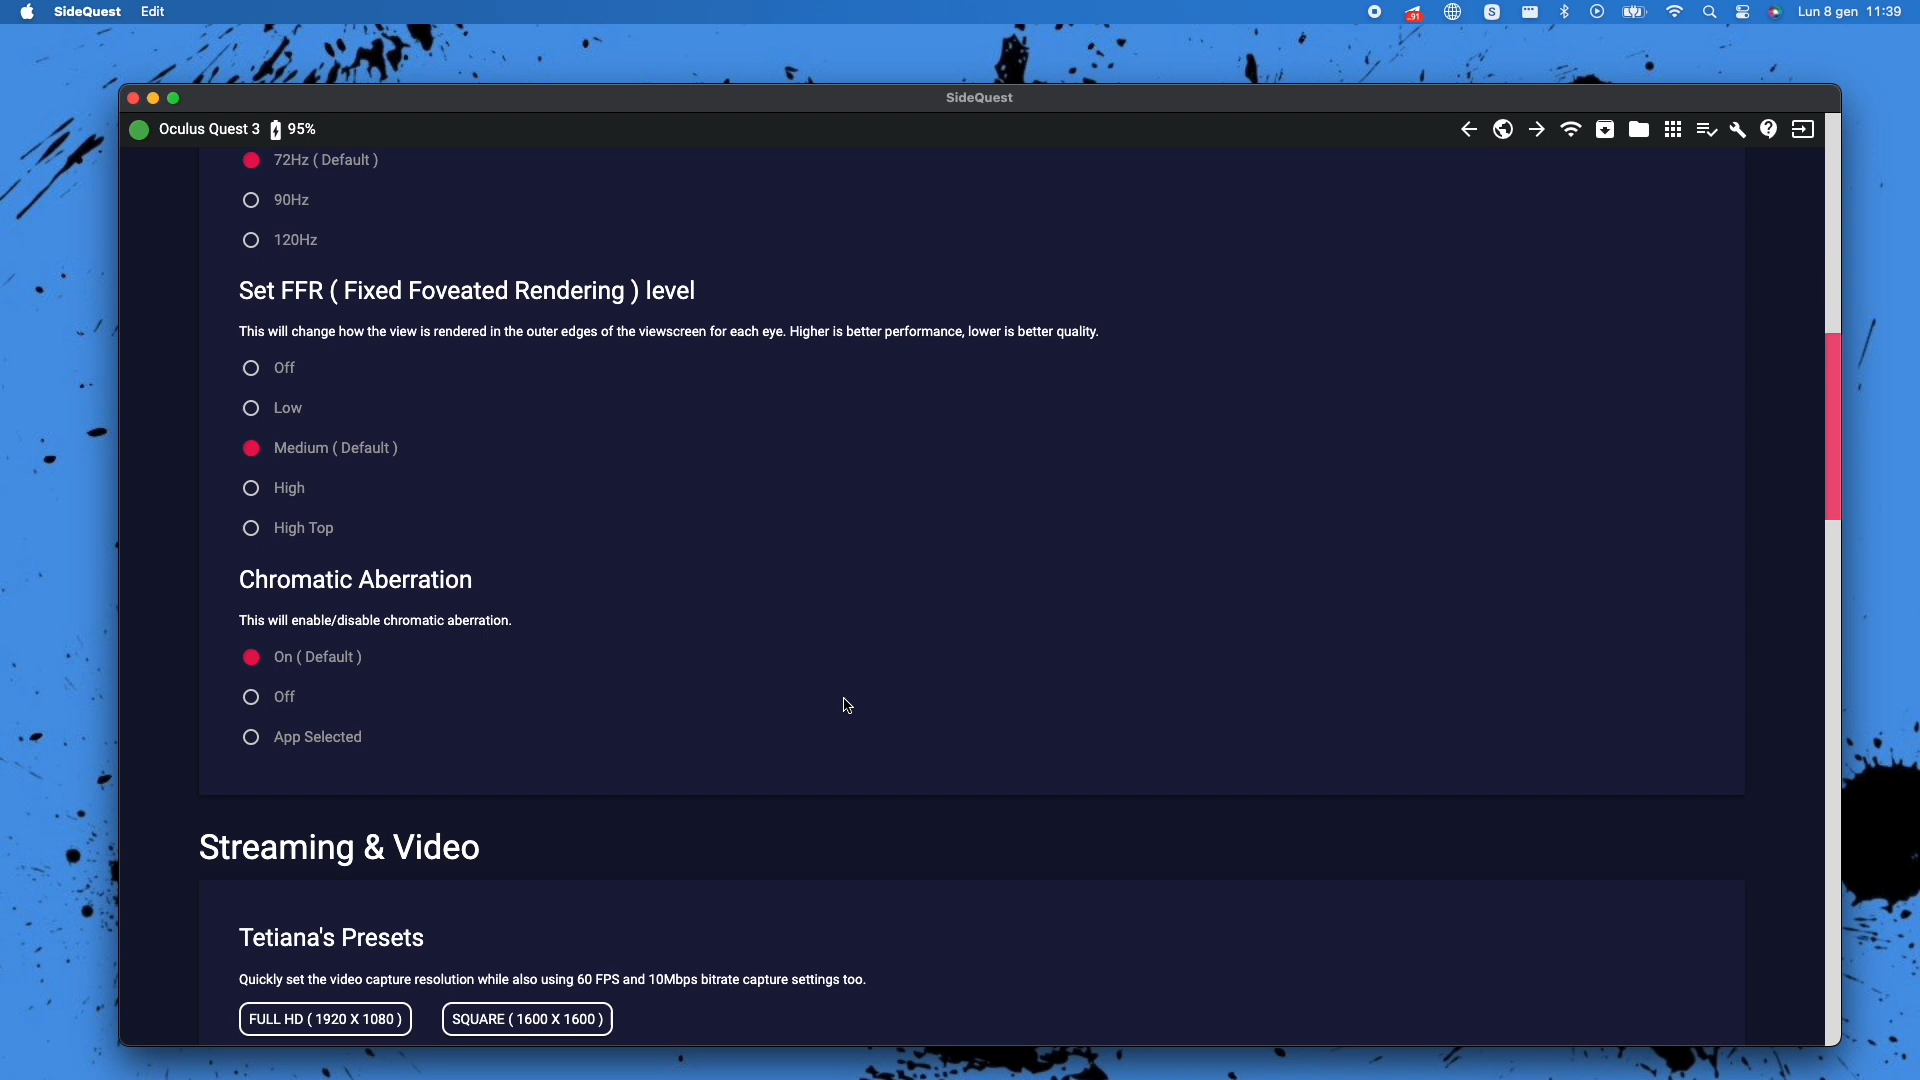 SideQuest Edit
.91
S
Lun 8 gen 11:39
SideQuest
Oculus Quest 3 95%
72Hz ( Default )
90Hz
120Hz
Set FFR ( Fixed Foveated Rendering ) level
This will change how the view is rendered in the outer edges of the viewscreen for each eye. Higher is better performance, lower is better quality.
Off
Low
Medium ( Default )
High
High Top
Chromatic Aberration
This will enable/disable chromatic aberration.
On ( Default )
Off
App Selected
Streaming & Video
Tetiana's Presets
Quickly set the video capture resolution while also using 60 FPS and 10Mbps bitrate capture settings too.
FULL HD ( 1920 X 1080 ) SQUARE ( 1600 X 1600 )